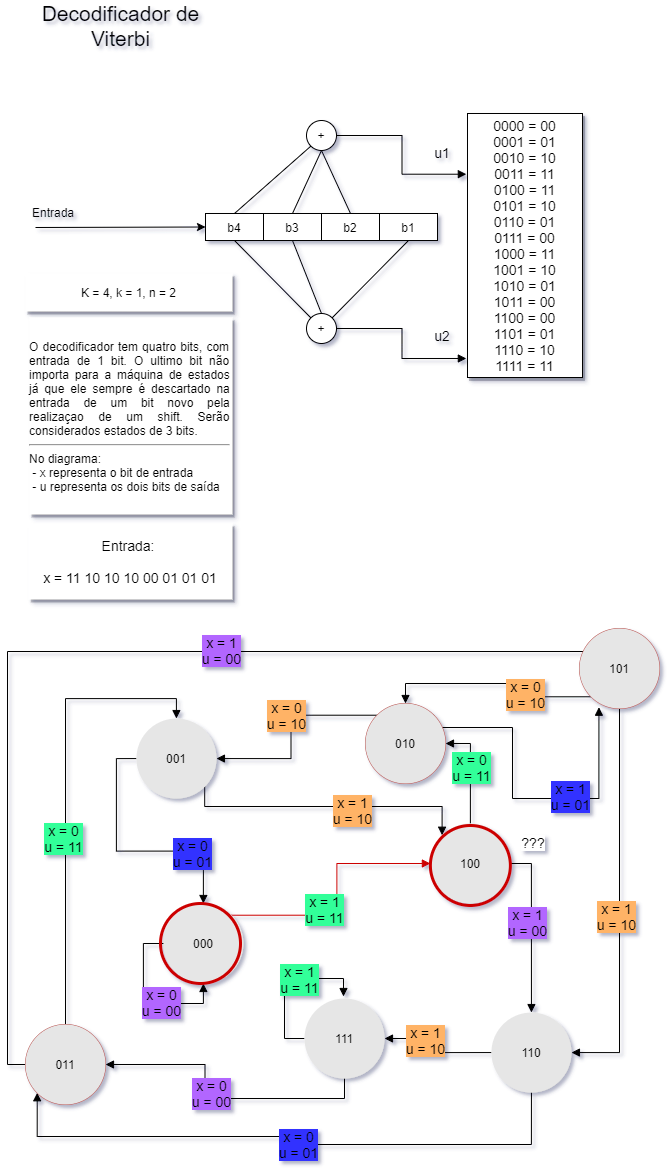 Decodificador de
Viterbi
+
u1
Entrada
b4
b3
b2
b1
+
u2
0000 = 00
0001 = 01
0010 = 10
0011 = 11
0100 = 11
0101 = 10
0110 = 01
0111 = 00
1000 = 11
1001 = 10
1010 = 01
1011 = 00
1100 = 00
1101 = 01
1110 = 10
1111 = 11
K = 4, k = 1, n = 2
O decodificador tem quatro bits, com
entrada de 1 bit. O ultimo bit não
importa para a máquina de estados
já que ele sempre é descartado na
entrada de um bit novo pela
realizaçao de um shift. Serão
considerados estados de 3 bits.
No diagrama:
- x representa o bit de entrada
- u representa os dois bits de saída
Entrada:
x = 11 10 10 10 00 01 01 01
x = 1
u = 00
101
x = 0
u = 10
x = 0
u = 10
010
001
x = 0
u = 11
x = 1
u = 01
x = 1
u = 10
x = 0
u = 11
x = 0
u = 01
???
100
x = 1
u = 11
x = 1
u = 00
x = 1
u = 10
000
x = 0
u = 00
x = 1
u = 11
111
x = 1
u = 10
110
011
x = 0
u = 00
x = 0
u = 01